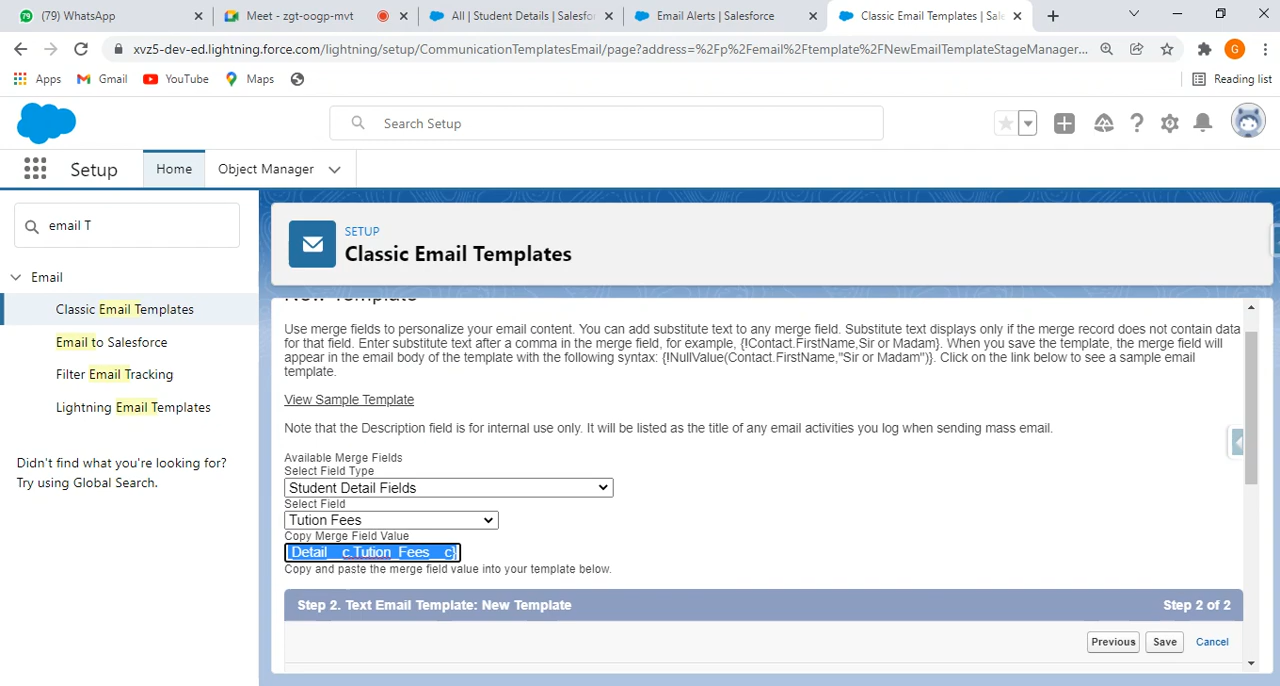 (79) WhatsApp
Meet - zgt-oogp-mvt
All | Student Details | Salesfor
Email Alerts | Salesforce
Classic Email Templates | Sale
xvz5-dev-ed.lightning.force.com/lightning/setup/CommunicationTemplatesEmail/page?address=%2Fp%2Femail%2Ftemplate%2FNewEmailTemplateStageManager...
G
Apps
Gmail
YouTube
Maps
Reading list
Search Setup
Setup
Home
Object Manager
email T
Email
Classic Email Templates
Email to Salesforce
Filter Email Tracking
Lightning Email Templates
Didn't find what you're looking for?
Try using Global Search.
SETUP
Classic Email Templates
New Template
Use merge fields to personalize your email content. You can add substitute text to any merge field. Substitute text displays only if the merge record does not contain data
for that field. Enter substitute text after a comma in the merge field, for example, {!Contact.FirstName,Sir or Madam}. When you save the template, the merge field will
appear in the email body of the template with the following syntax: {!NullValue(Contact.FirstName,"Sir or Madam")}. Click on the link below to see a sample email
template.
View Sample Template
Note that the Description field is for internal use only. It will be listed as the title of any email activities you log when sending mass email.
Available Merge Fields
Select Field Type
Student Detail Fields
Select Field
Tution Fees
Copy Merge Field Value
Detail__c.Tution_Fees__c}
Copy and paste the merge field value into your template below.
Step 2. Text Email Template: New Template
Step 2 of 2
Previous
Save
Cancel